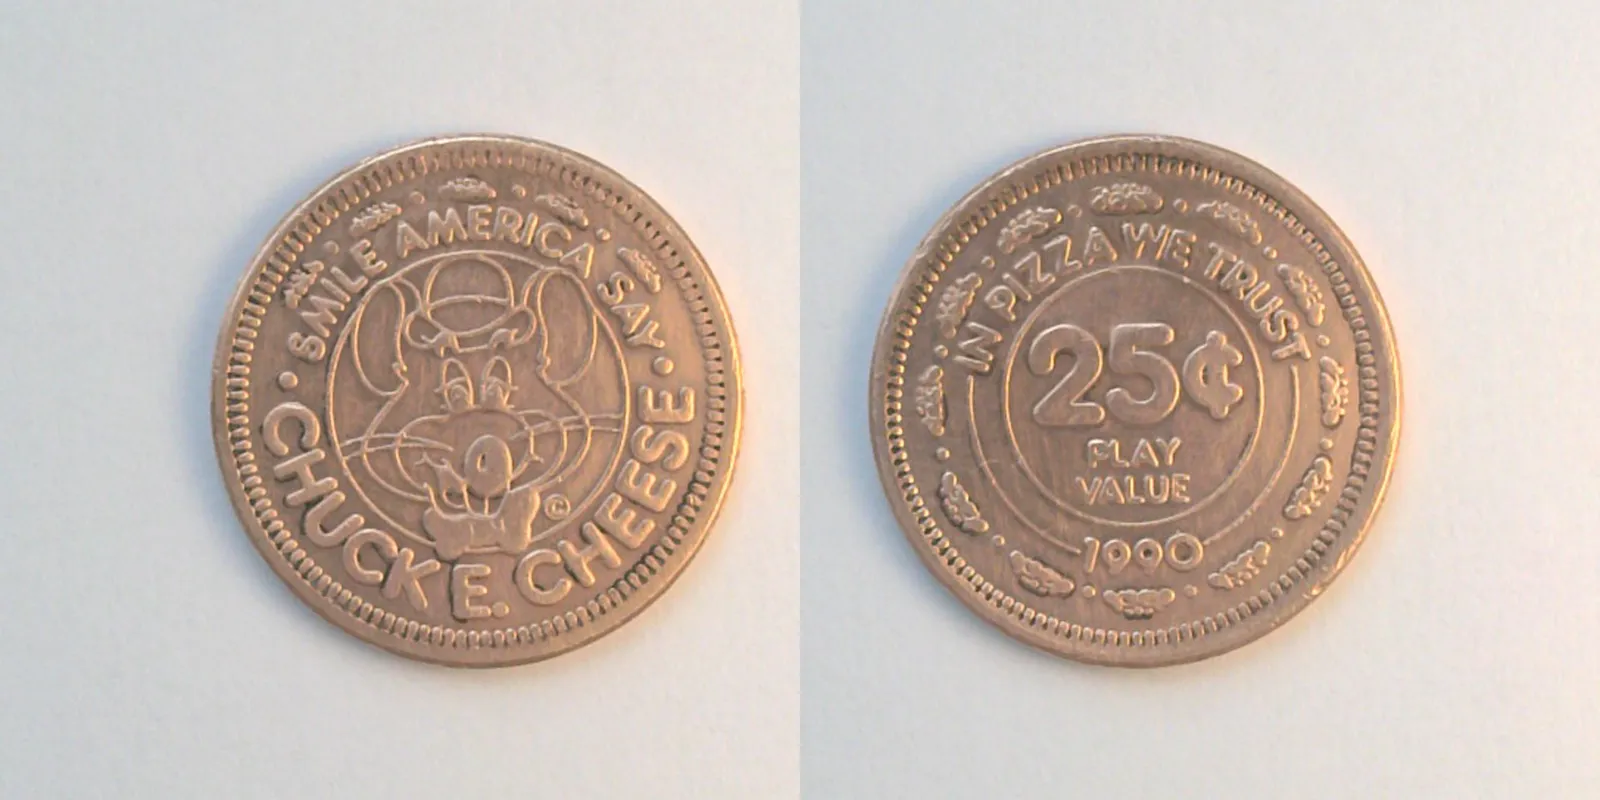 • SMILE AMERICA SAY •
CHUCK E. CHEESE
©
IN PIZZA WE TRUST
25¢
PLAY
VALUE
1990